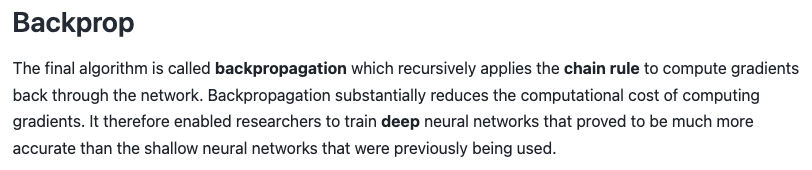 Backprop
The final algorithm is called backpropagation which recursively applies the chain rule to compute gradients
back through the network. Backpropagation substantially reduces the computational cost of computing
gradients. It therefore enabled researchers to train deep neural networks that proved to be much more
accurate than the shallow neural networks that were previously being used.